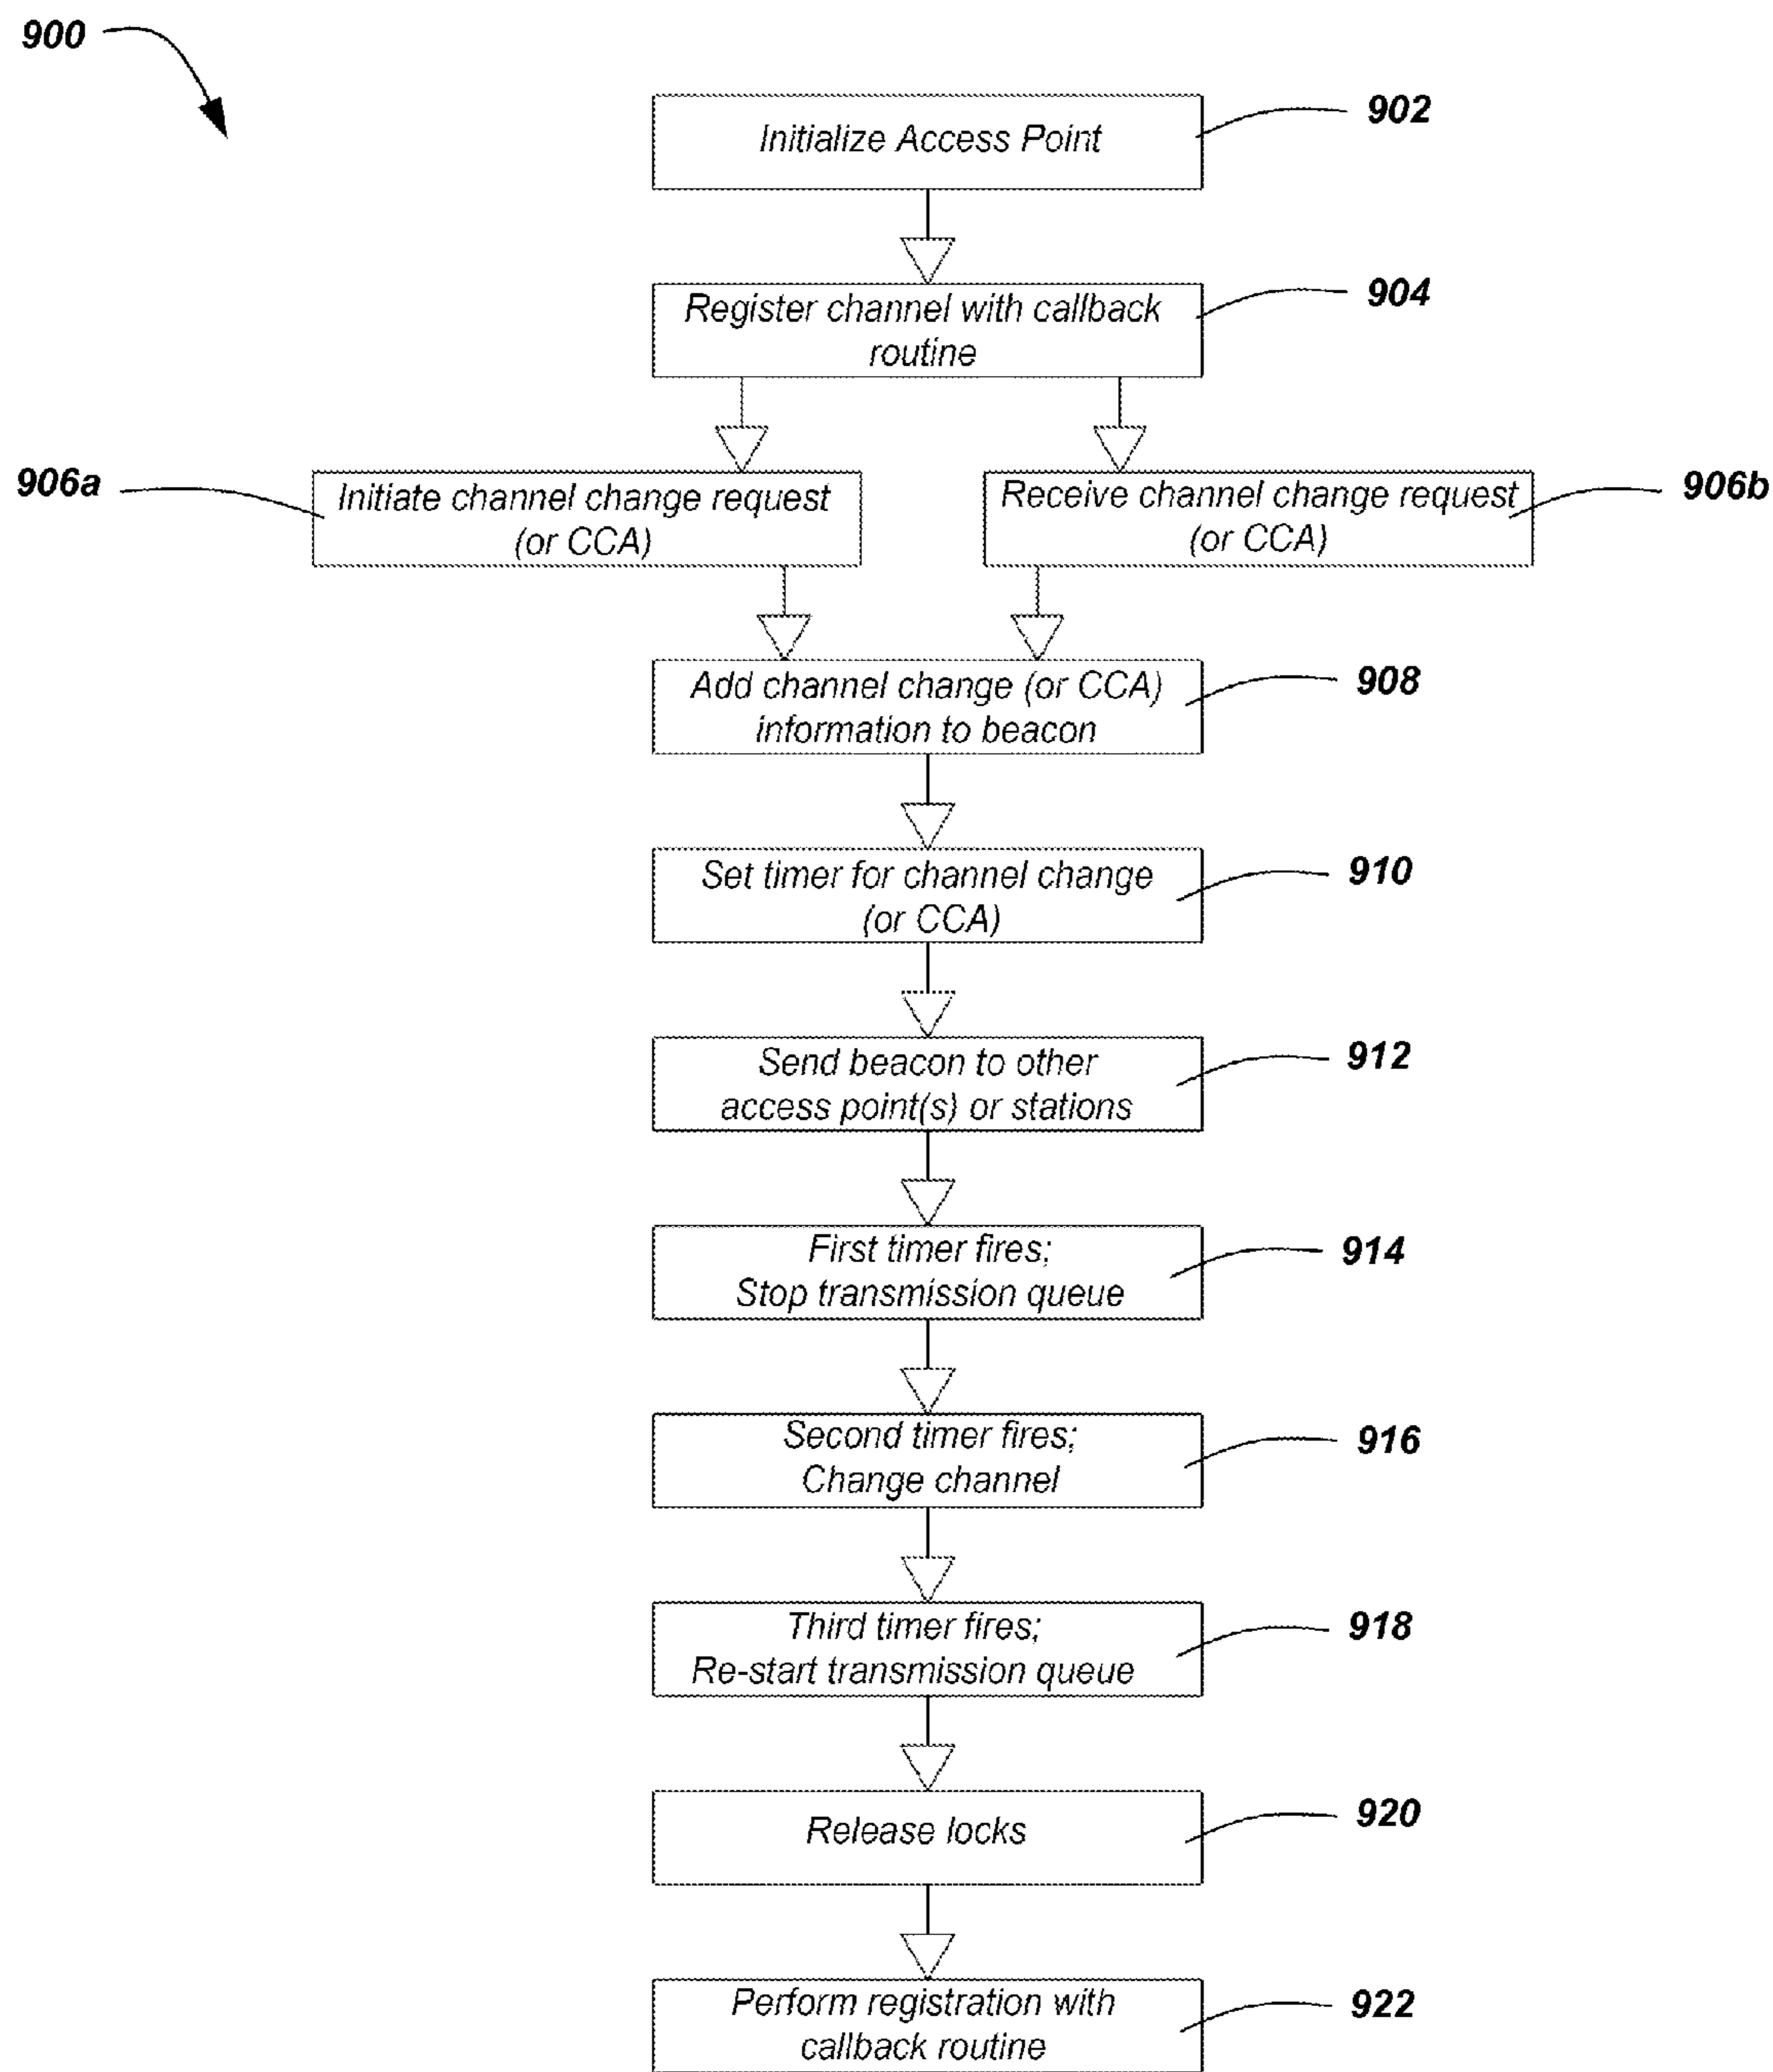 900
902
Initialize Access Point
904
Register channel with callback
routine
906a
Initiate channel change request
(or CCA)
Receive channel change request
(or CCA)
906b
Add channel change (or CCA)
information to beacon
908
Set timer for channel change
(or CCA)
910
Send beacon to other
access point(s) or stations
912
First timer fires;
Stop transmission queue
914
Second timer fires;
Change channel
916
Third timer fires;
Re-start transmission queue
918
Release locks
920
Perform registration with
callback routine
922